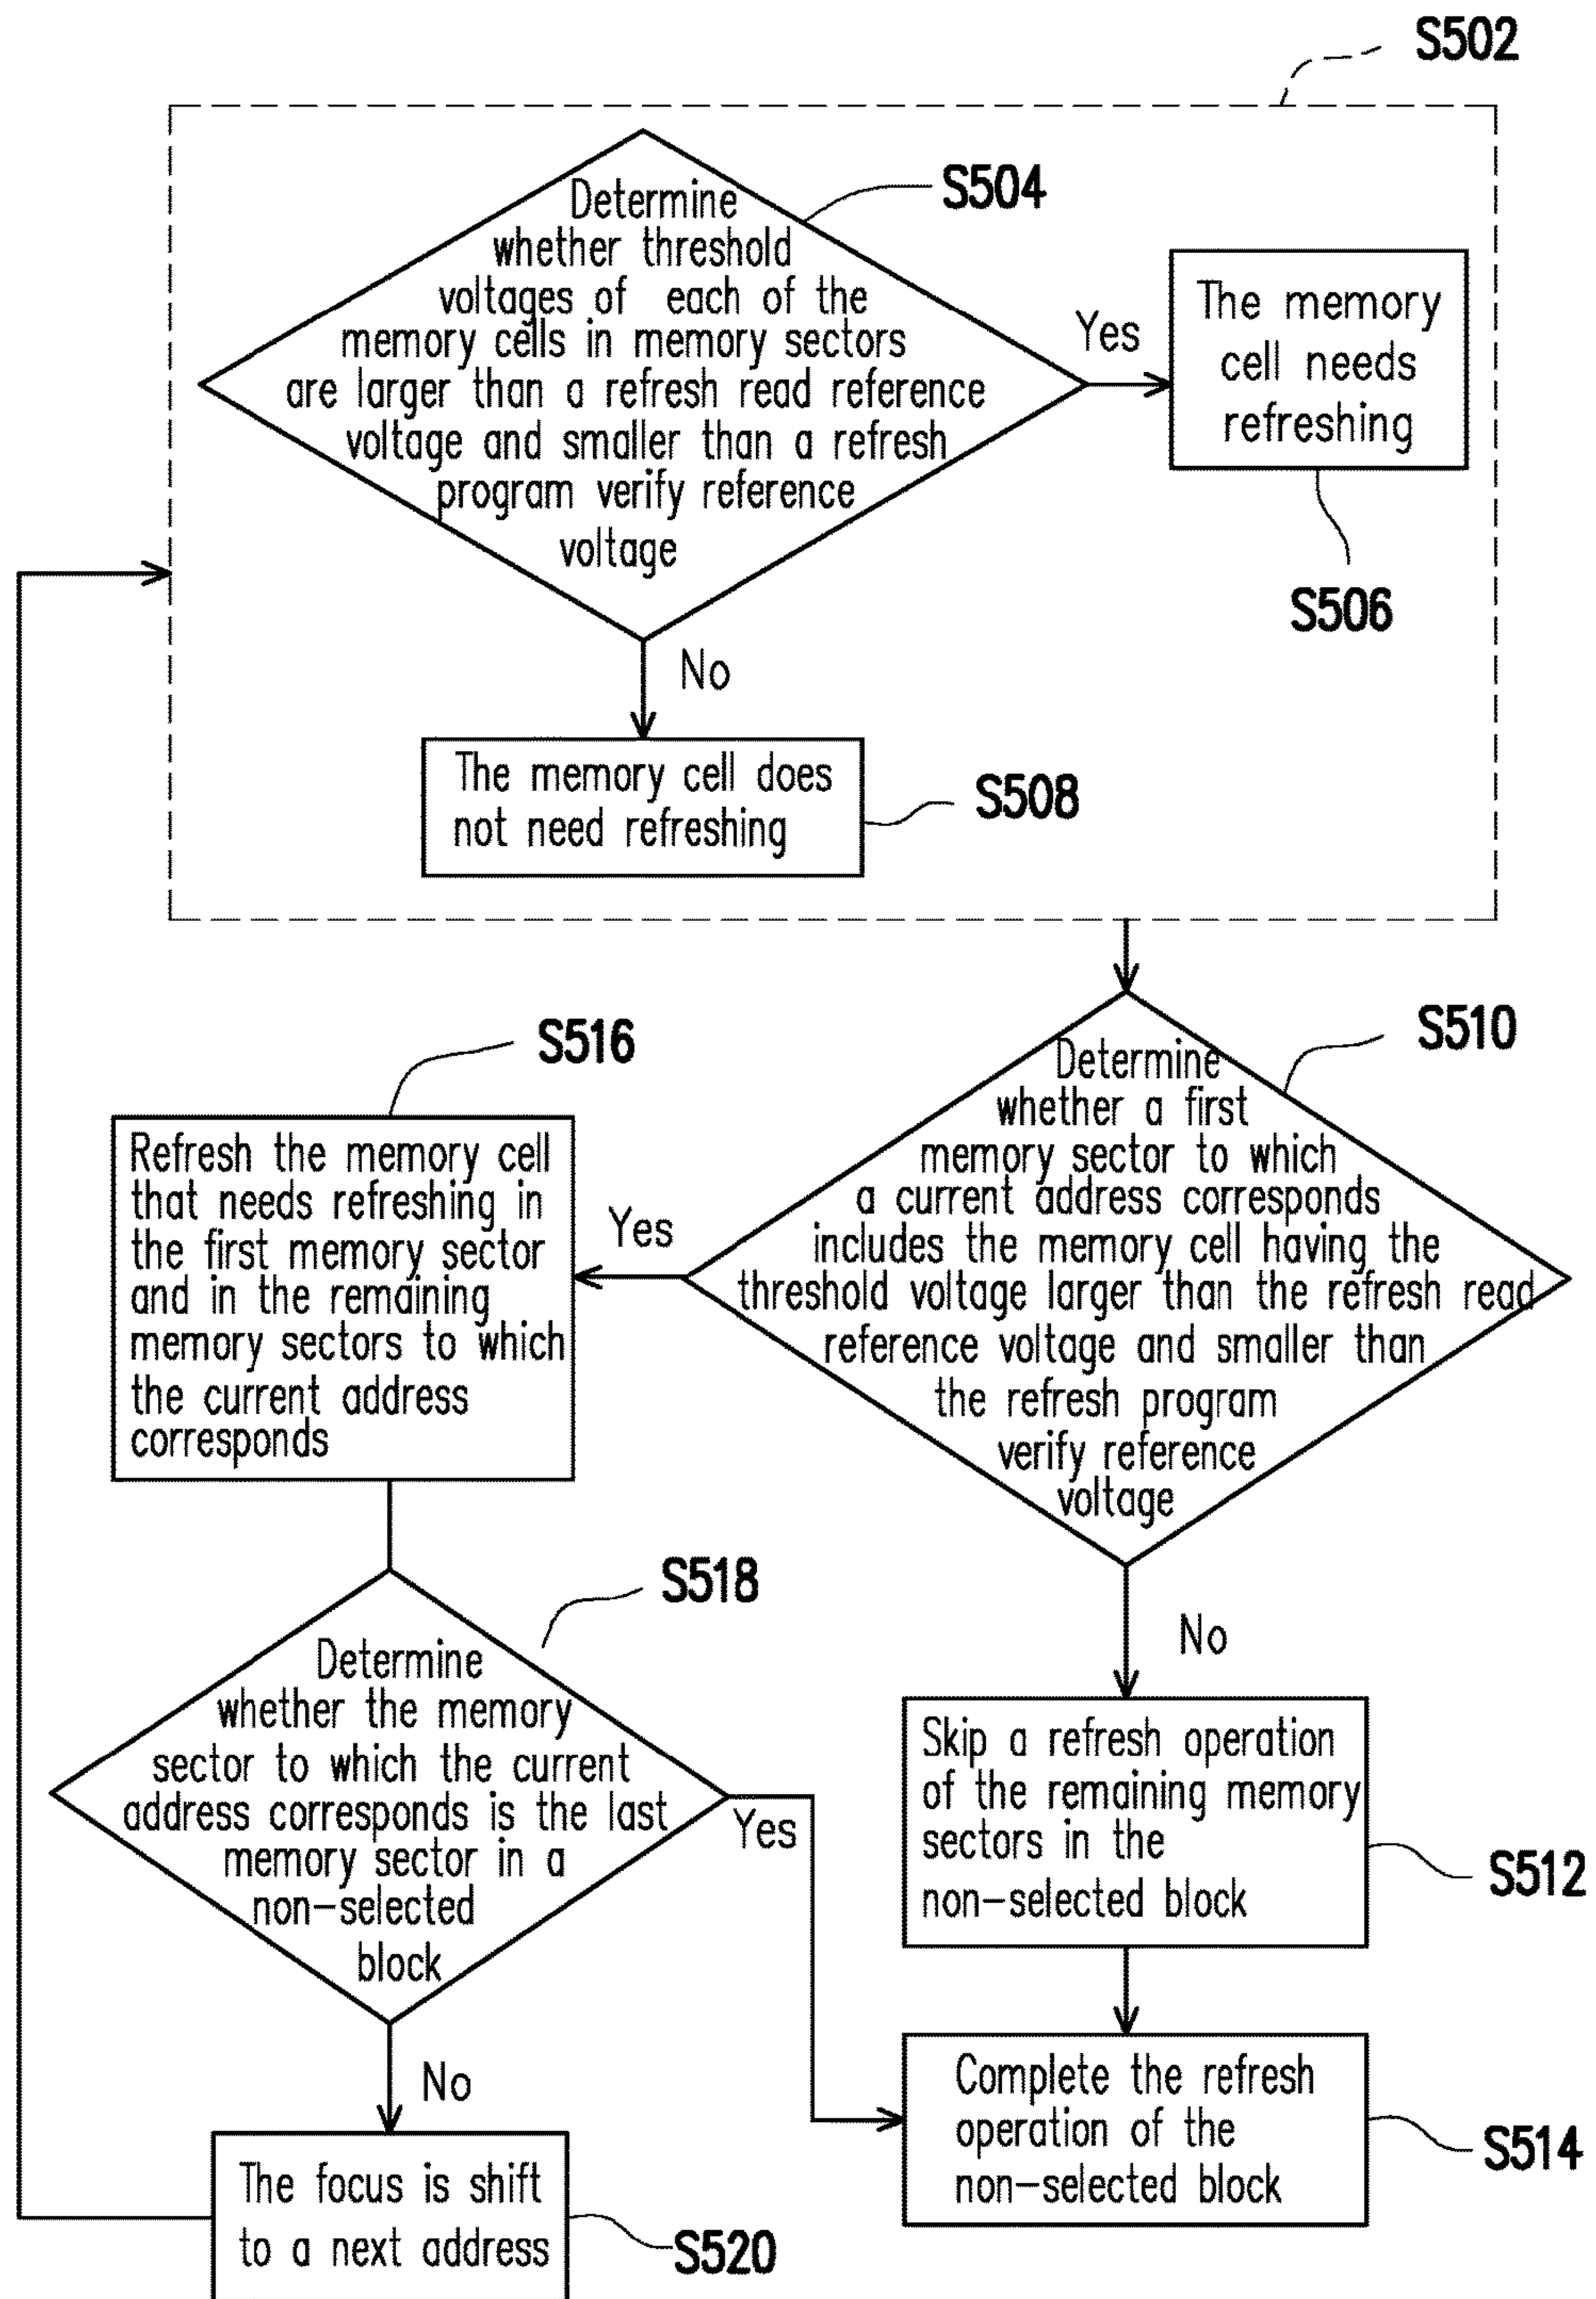 S502
S504
Determine
whether threshold
voltages of each of the
memory cells in memory sectors
are larger than a refresh read reference
voltage and smaller than a refresh
program verify reference
voltage
Yes
The memory
cell needs
refreshing
S506
No
The memory cell does
not need refreshing
S508
S510
Determine
whether a first
memory sector to which
a current address corresponds
includes the memory cell having the
threshold voltage larger than the refresh read
reference voltage and smaller than
the refresh program
verify reference
voltage
Yes
S516
Refresh the memory cell
that needs refreshing in
the first memory sector
and in the remaining
memory sectors to which
the current address
corresponds
No
S518
Determine
whether the memory
sector to which the current
address corresponds is the last
memory sector in a
non-selected
block
Yes
Skip a refresh operation
of the remaining memory
sectors in the
non-selected block
S512
No
Complete the refresh
operation of the
non-selected block
S514
The focus is shift
to a next address
S520